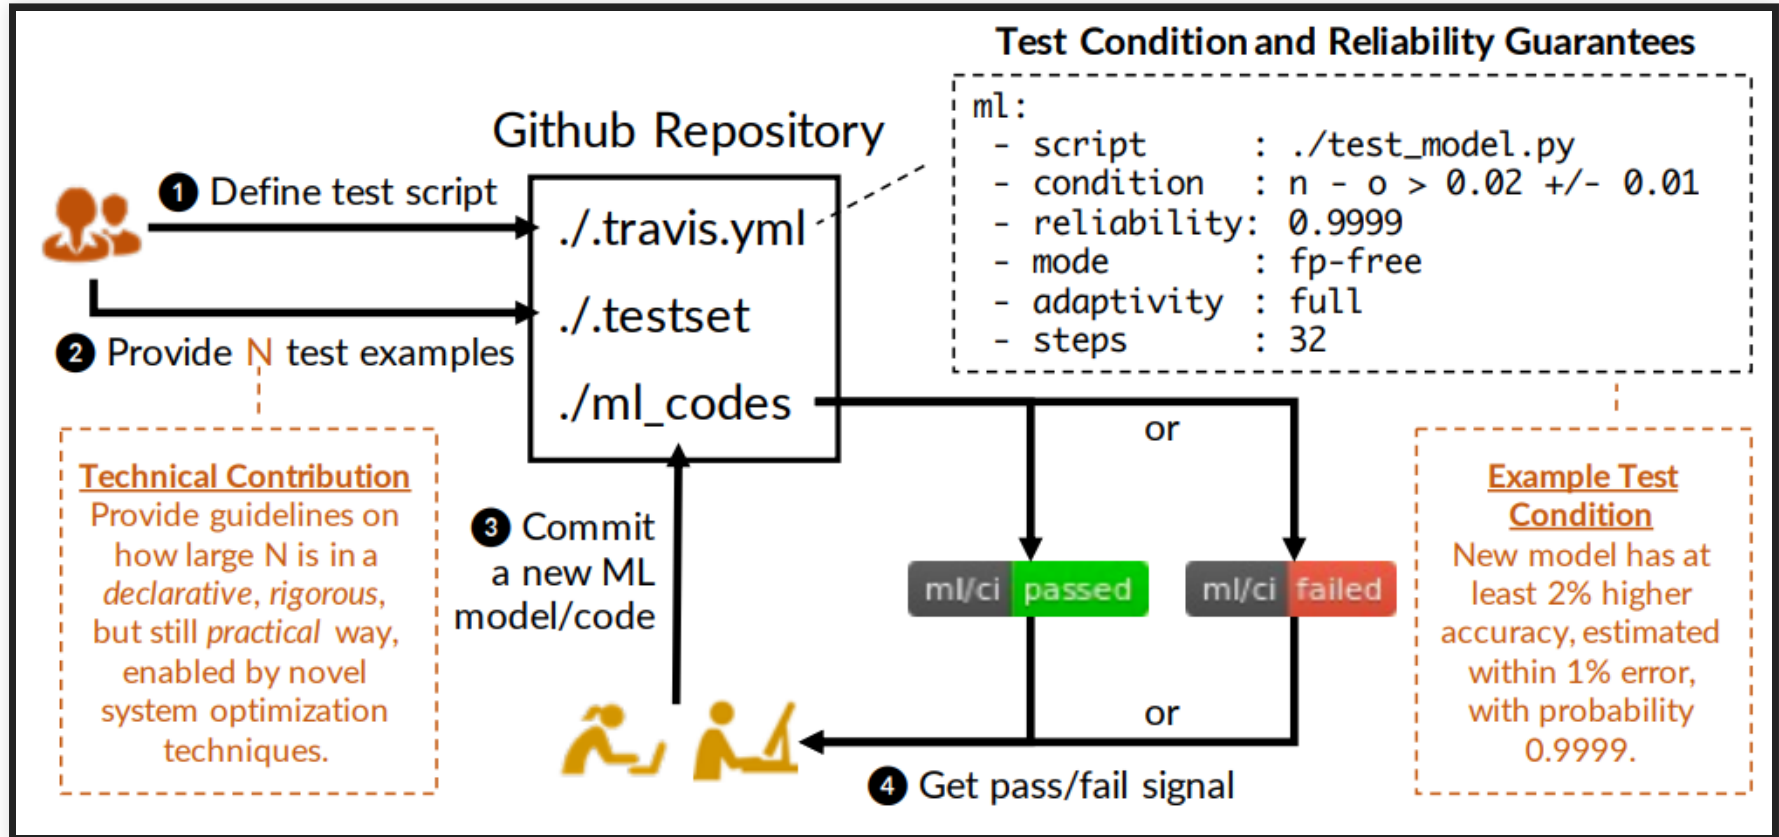 Test Condition and Reliability Guarantees
ml:
- script : ./test_model.py
- condition : n - o > 0.02 +/- 0.01
- reliability: 0.9999
- mode : fp-free
- adaptivity : full
- steps : 32
Github Repository
./.travis.yml
./.testset
./ml_codes
1 Define test script
2 Provide N test examples
Technical Contribution
Provide guidelines on
how large N is in a
declarative, rigorous,
but still practical way,
enabled by novel
system optimization
techniques.
3 Commit
a new ML
model/code
or
ml/ci passed
ml/ci failed
or
4 Get pass/fail signal
Example Test
Condition
New model has at
least 2% higher
accuracy, estimated
within 1% error,
with probability
0.9999.